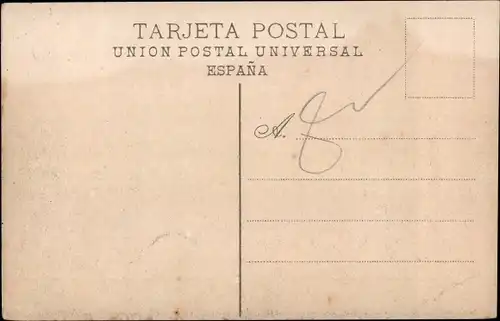 TARJETA POSTAL
UNION POSTAL UNIVERSAL
ESPAÑA
A.